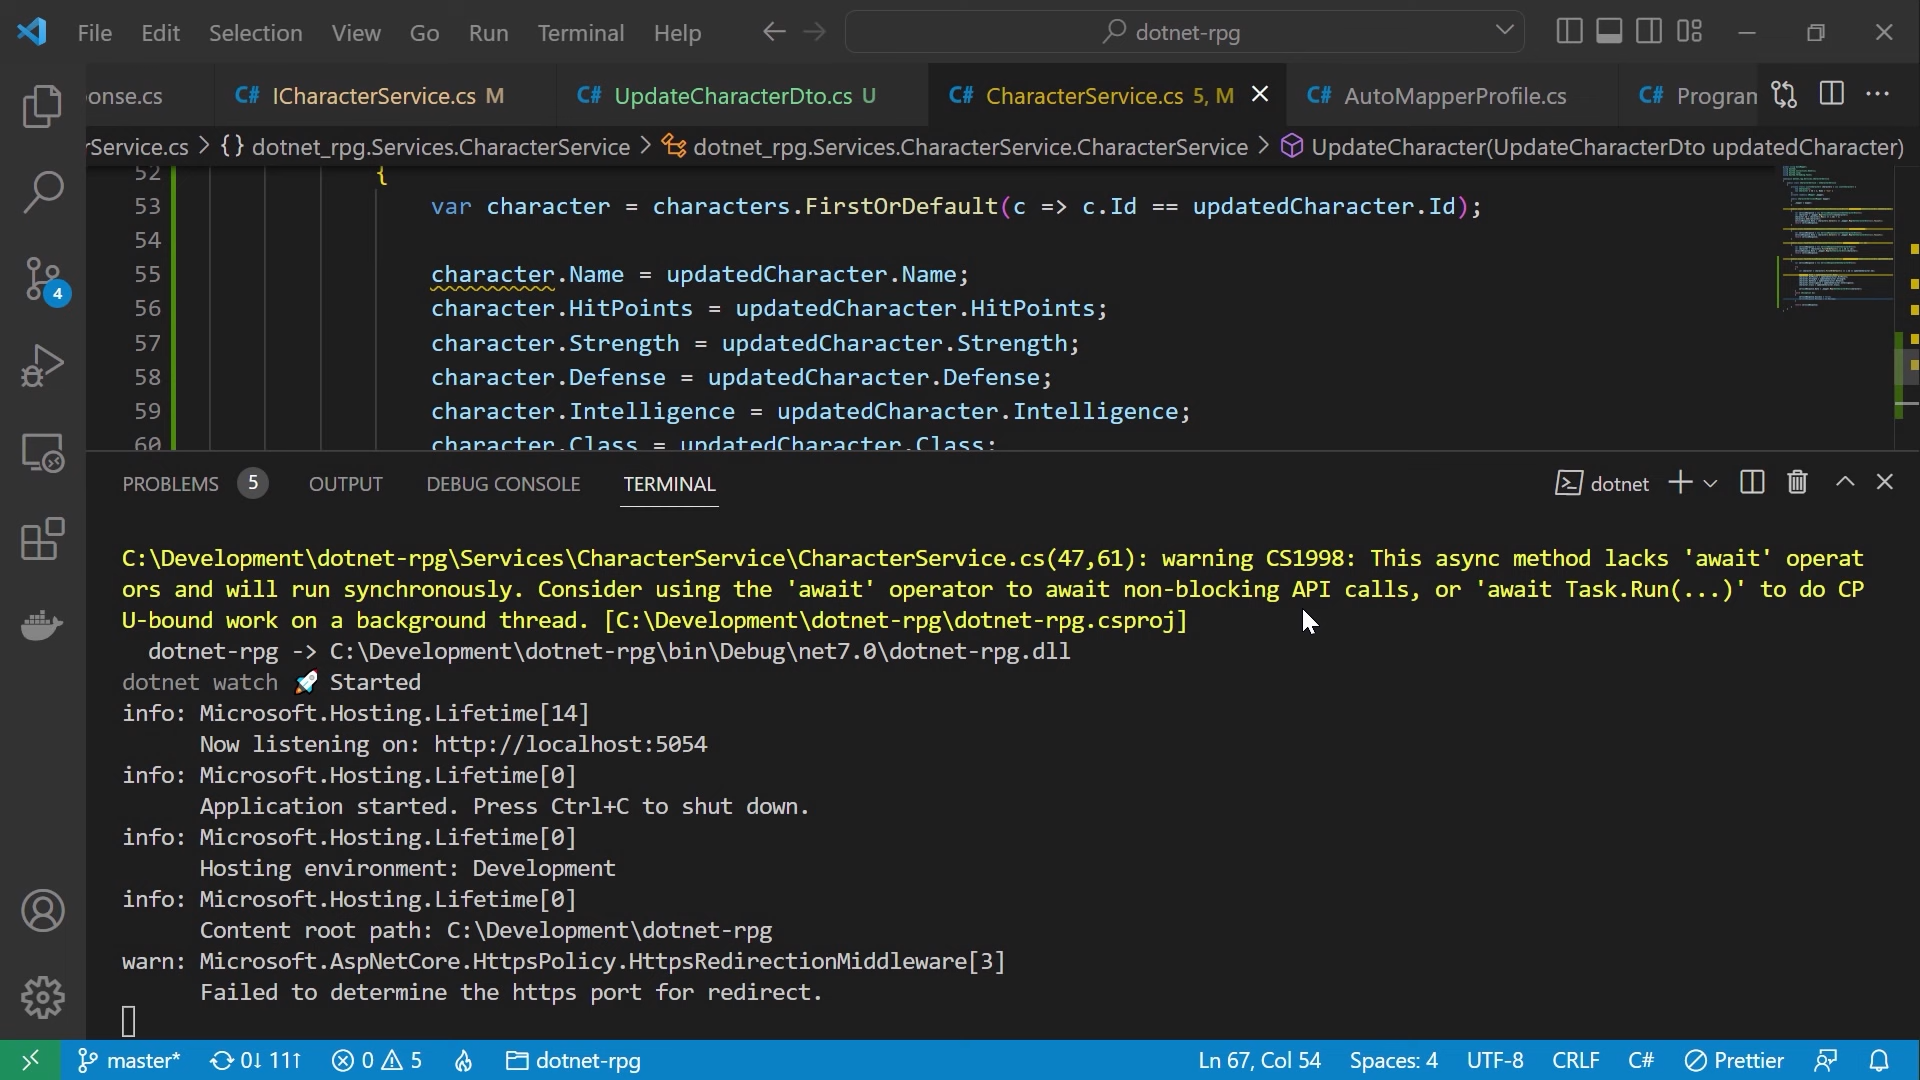 File Edit Selection View Go Run Terminal Help
dotnet-rpg
onse.cs
C# ICharacterService.cs M
C# UpdateCharacterDto.cs U
C# CharacterService.cs 5, M
C# AutoMapperProfile.cs
C# Program
rService.cs > {} dotnet_rpg.Services.CharacterService > dotnet_rpg.Services.CharacterService.CharacterService > UpdateCharacter(UpdateCharacterDto updatedCharacter)
52 {
53 var character = characters.FirstOrDefault(c => c.Id == updatedCharacter.Id);
54
55 character.Name = updatedCharacter.Name;
56 character.HitPoints = updatedCharacter.HitPoints;
57 character.Strength = updatedCharacter.Strength;
58 character.Defense = updatedCharacter.Defense;
59 character.Intelligence = updatedCharacter.Intelligence;
60 character.Class = updatedCharacter.Class;
4
PROBLEMS 5 OUTPUT DEBUG CONSOLE TERMINAL
dotnet
C:\Development\dotnet-rpg\Services\CharacterService\CharacterService.cs(47,61): warning CS1998: This async method lacks 'await' operat
ors and will run synchronously. Consider using the 'await' operator to await non-blocking API calls, or 'await Task.Run(...)' to do CP
U-bound work on a background thread. [C:\Development\dotnet-rpg\dotnet-rpg.csproj]
dotnet-rpg -> C:\Development\dotnet-rpg\bin\Debug\net7.0\dotnet-rpg.dll
dotnet watch 🚀 Started
info: Microsoft.Hosting.Lifetime[14]
Now listening on: http://localhost:5054
info: Microsoft.Hosting.Lifetime[0]
Application started. Press Ctrl+C to shut down.
info: Microsoft.Hosting.Lifetime[0]
Hosting environment: Development
info: Microsoft.Hosting.Lifetime[0]
Content root path: C:\Development\dotnet-rpg
warn: Microsoft.AspNetCore.HttpsPolicy.HttpsRedirectionMiddleware[3]
Failed to determine the https port for redirect.
master* 0↓ 11↑ 0 5 dotnet-rpg Ln 67, Col 54 Spaces: 4 UTF-8 CRLF C# Prettier